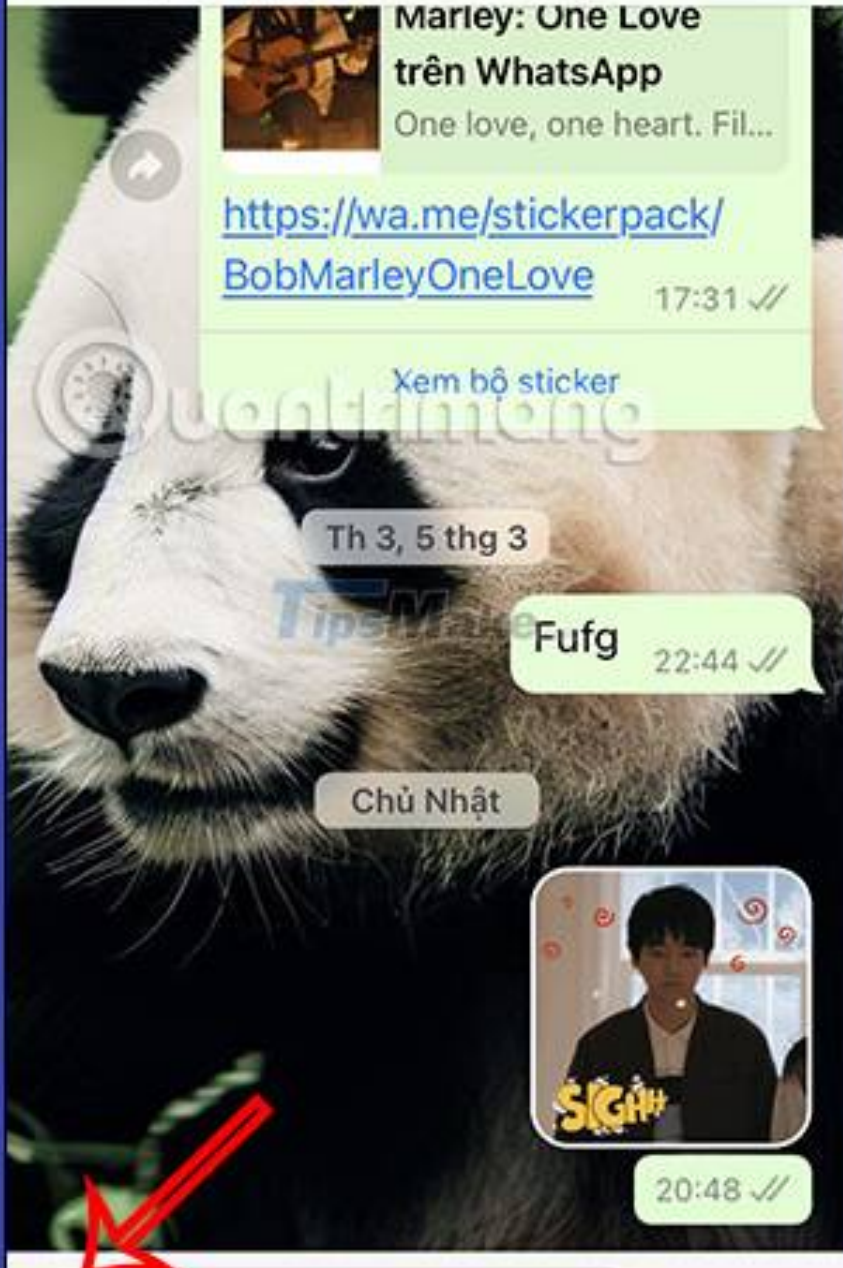 Marley: One Love
trên WhatsApp
One love, one heart. Fil...
https://wa.me/stickerpack/
BobMarleyOneLove
17:31
Xem bộ sticker
Quantrimang
Th 3, 5 thg 3
TipsMake
Fufg
22:44
Chủ Nhật
SIGHH
20:48